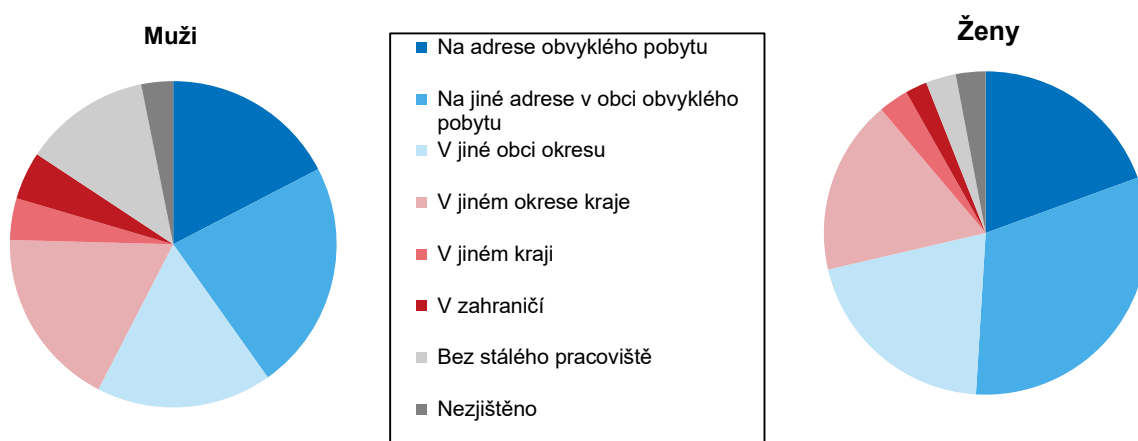 Muži
Na adrese obvyklého pobytu
Na jiné adrese v obci obvyklého
pobytu
V jiné obci okresu
V jiném okrese kraje
V jiném kraji
V zahraničí
Bez stálého pracoviště
Nezjištěno
Ženy